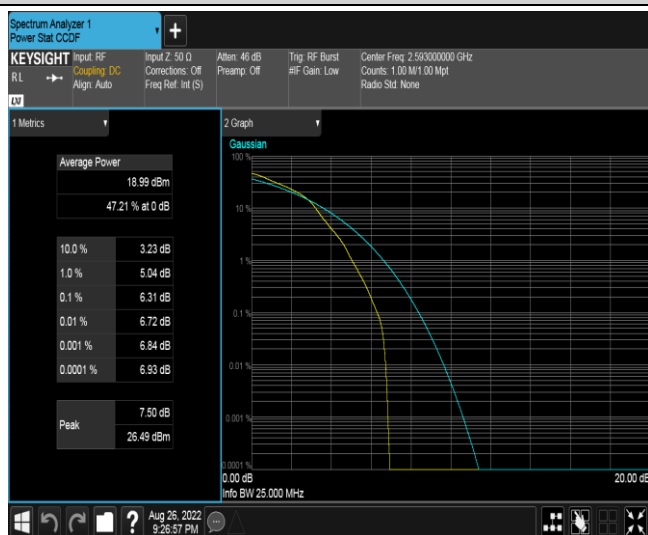 Spectrum Analyzer 1
Power Stat CCDF
KEYSIGHT
RL
LXI
Input: RF
Coupling: DC
Align: Auto
Input Z: 50 Ω
Corrections: Off
Freq Ref: Int (S)
Atten: 46 dB
Preamp: Off
Trig: RF Burst
#IF Gain: Low
Center Freq: 2.593000000 GHz
Counts: 1.00 M/1.00 Mpt
Radio Std: None
1 Metrics
Average Power
18.99 dBm
47.21 % at 0 dB
10.0 % 3.23 dB
1.0 % 5.04 dB
0.1 % 6.31 dB
0.01 % 6.72 dB
0.001 % 6.84 dB
0.0001 % 6.93 dB
Peak
7.50 dB
26.49 dBm
2 Graph
Gaussian
100 %
10 %
1 %
0.1 %
0.01 %
0.001 %
0.0001 %
0.00 dB 20.00 dB
Info BW 25.000 MHz
Aug 26, 2022
9:26:57 PM